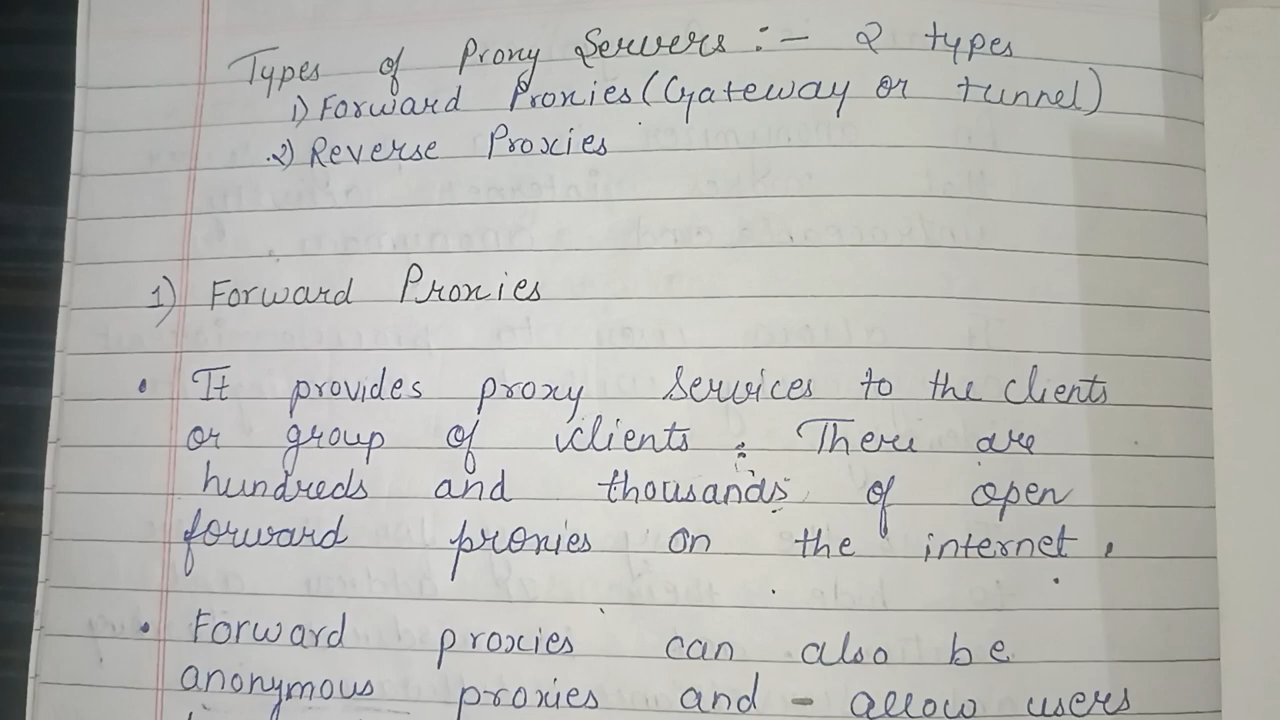 Types of Proxy Servers :- 2 types
1) Forward Proxies (Gateway or tunnel)
2) Reverse Proxies
1) Forward Proxies
• It provides proxy services to the clients
or group of clients. There are
hundreds and thousands of open
forward proxies on the internet.
• Forward proxies can also be
anonymous proxies and - allow users